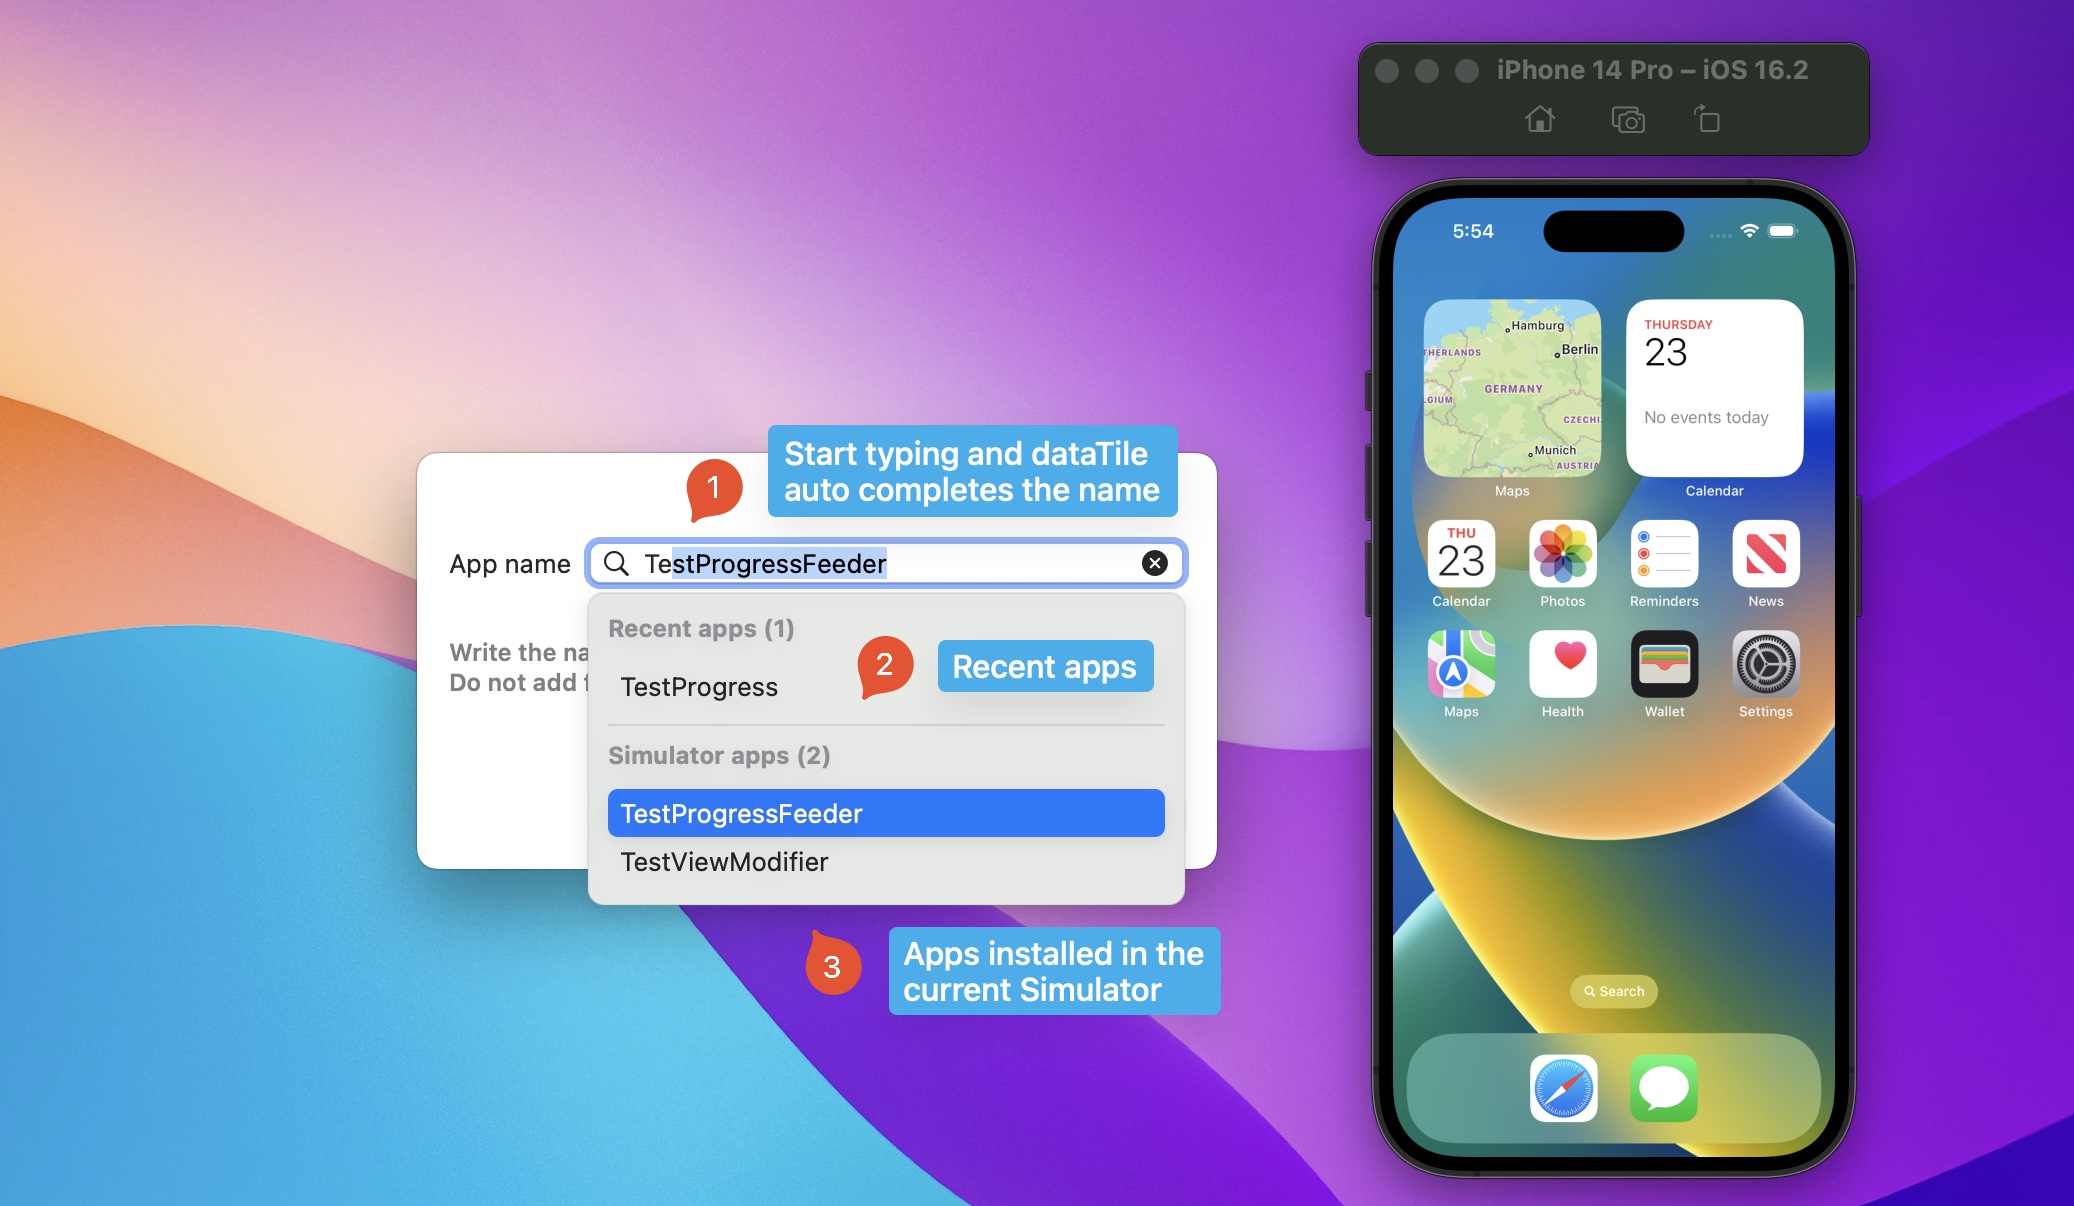 iPhone 14 Pro – iOS 16.2
5:54
Hamburg
Berlin
THERLANDS
GERMANY
LGIUM
CZECHI
Munich
AUSTRIA
Maps
THURSDAY
23
No events today
Calendar
THU
23
Calendar
Photos
Reminders
News
Maps
Health
Wallet
Settings
Search
1
Start typing and dataTile
auto completes the name
App name
TestProgressFeeder
Write the na
Do not add f
Recent apps (1)
TestProgress
2
Recent apps
Simulator apps (2)
TestProgressFeeder
TestViewModifier
3
Apps installed in the
current Simulator